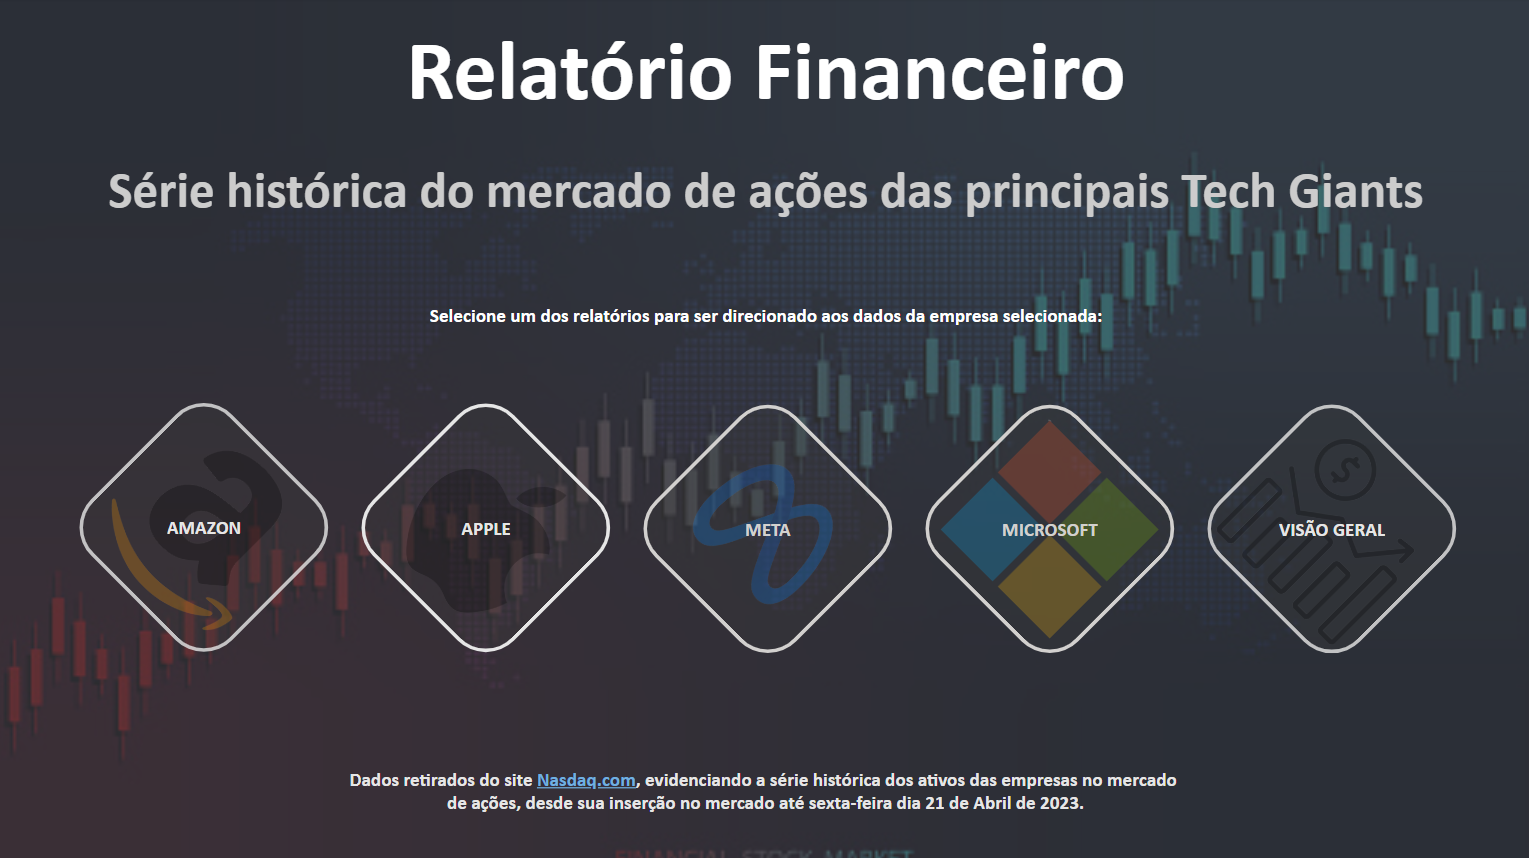 Relatório Financeiro
Série histórica do mercado de ações das principais Tech Giants
Selecione um dos relatórios para ser direcionado aos dados da empresa selecionada:
AMAZON
APPLE
META
MICROSOFT
VISÃO GERAL
Dados retirados do site Nasdaq.com, evidenciando a série histórica dos ativos das empresas no mercado
de ações, desde sua inserção no mercado até sexta-feira dia 21 de Abril de 2023.
FINANCIAL STOCK MARKET